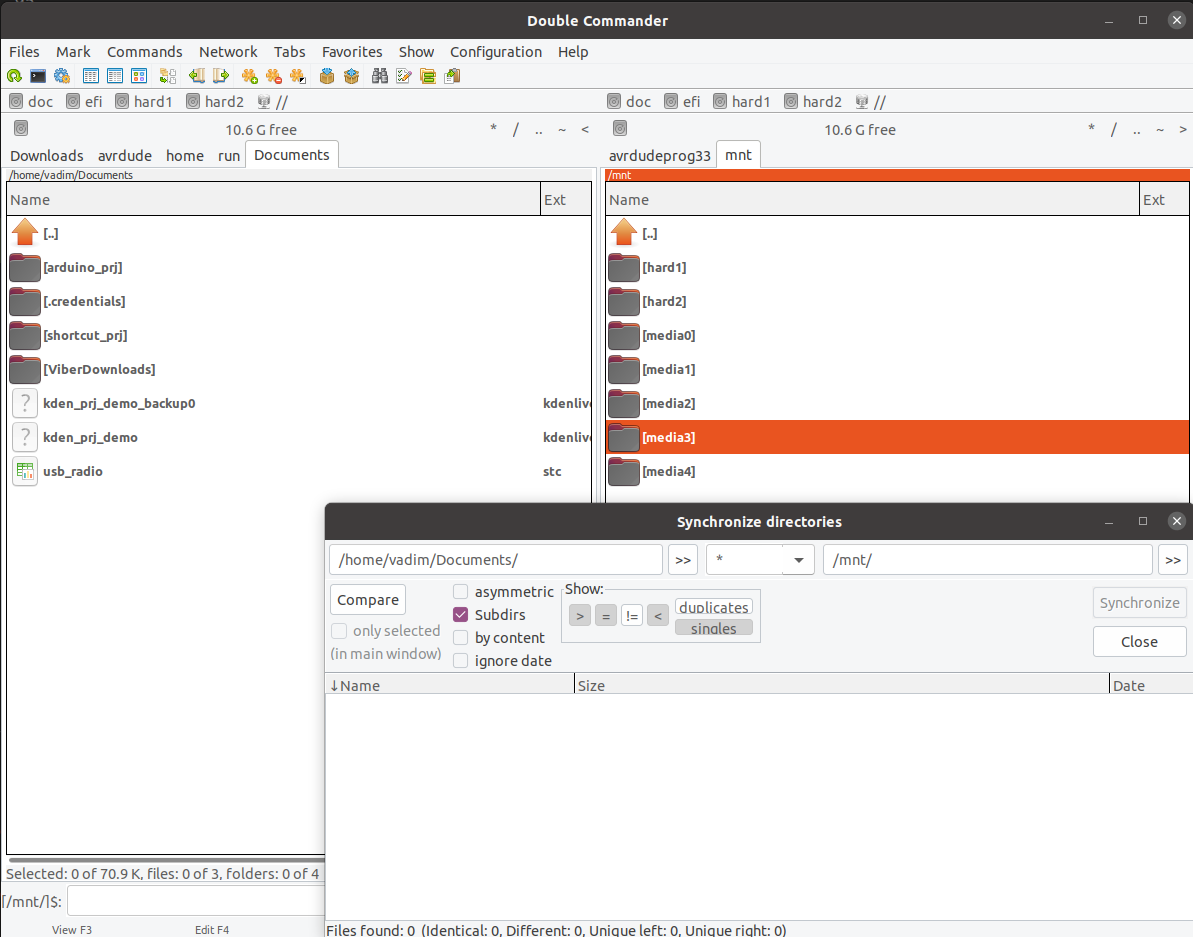 Double Commander
Files Mark Commands Network Tabs Favorites Show Configuration Help
doc efi hard1 hard2 // doc efi hard1 hard2 //
10.6 G free * / .. ~ < 10.6 G free * / .. ~ >
Downloads avrdude home run Documents avrdudeprog33 mnt
/home/vadim/Documents /mnt
Name Ext Name Ext
[..] [..]
[arduino_prj] [hard1]
[.credentials] [hard2]
[shortcut_prj] [media0]
[ViberDownloads] [media1]
kden_prj_demo_backup0 kdenliv [media2]
kden_prj_demo kdenliv [media3]
usb_radio stc [media4]
Synchronize directories
/home/vadim/Documents/ >> * /mnt/ >>
Compare asymmetric Show:
Subdirs > = != < duplicates Synchronize
only selected by content singles
(in main window) ignore date Close
↓Name Size Date
Selected: 0 of 70.9 K, files: 0 of 3, folders: 0 of 4
[/mnt/]$:
View F3 Edit F4
Files found: 0 (Identical: 0, Different: 0, Unique left: 0, Unique right: 0)